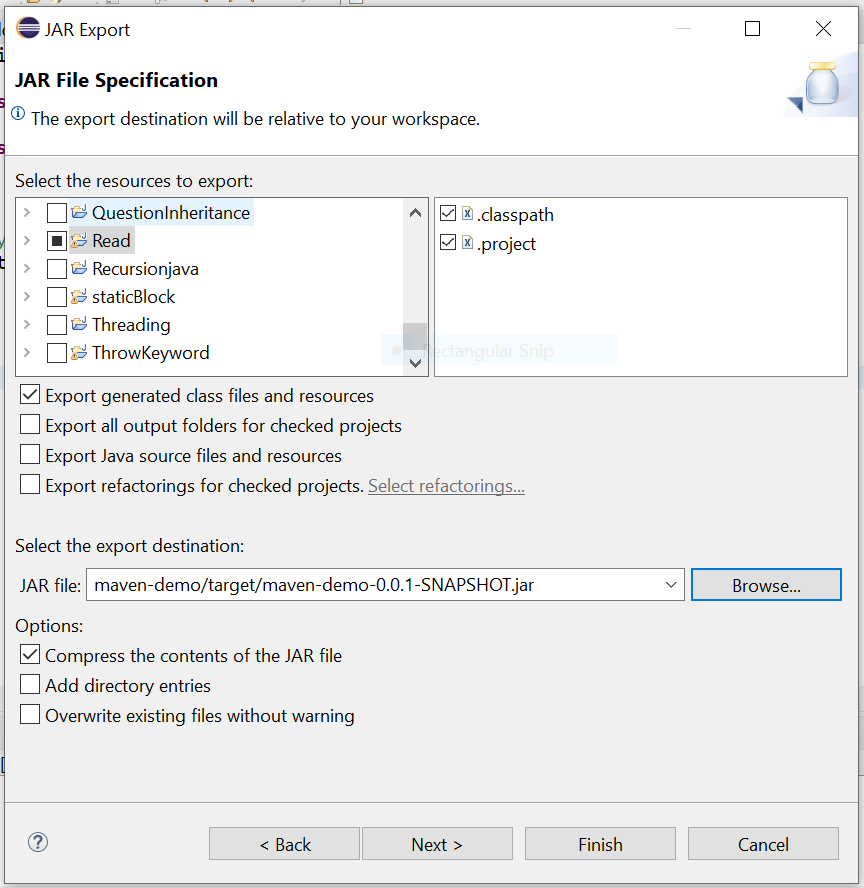 JAR Export
JAR File Specification
The export destination will be relative to your workspace.
Select the resources to export:
QuestionInheritance
Read
Recursionjava
staticBlock
Threading
ThrowKeyword
.classpath
.project
Rectangular Snip
Export generated class files and resources
Export all output folders for checked projects
Export Java source files and resources
Export refactorings for checked projects. Select refactorings...
Select the export destination:
JAR file: maven-demo/target/maven-demo-0.0.1-SNAPSHOT.jar Browse...
Options:
Compress the contents of the JAR file
Add directory entries
Overwrite existing files without warning
< Back Next > Finish Cancel